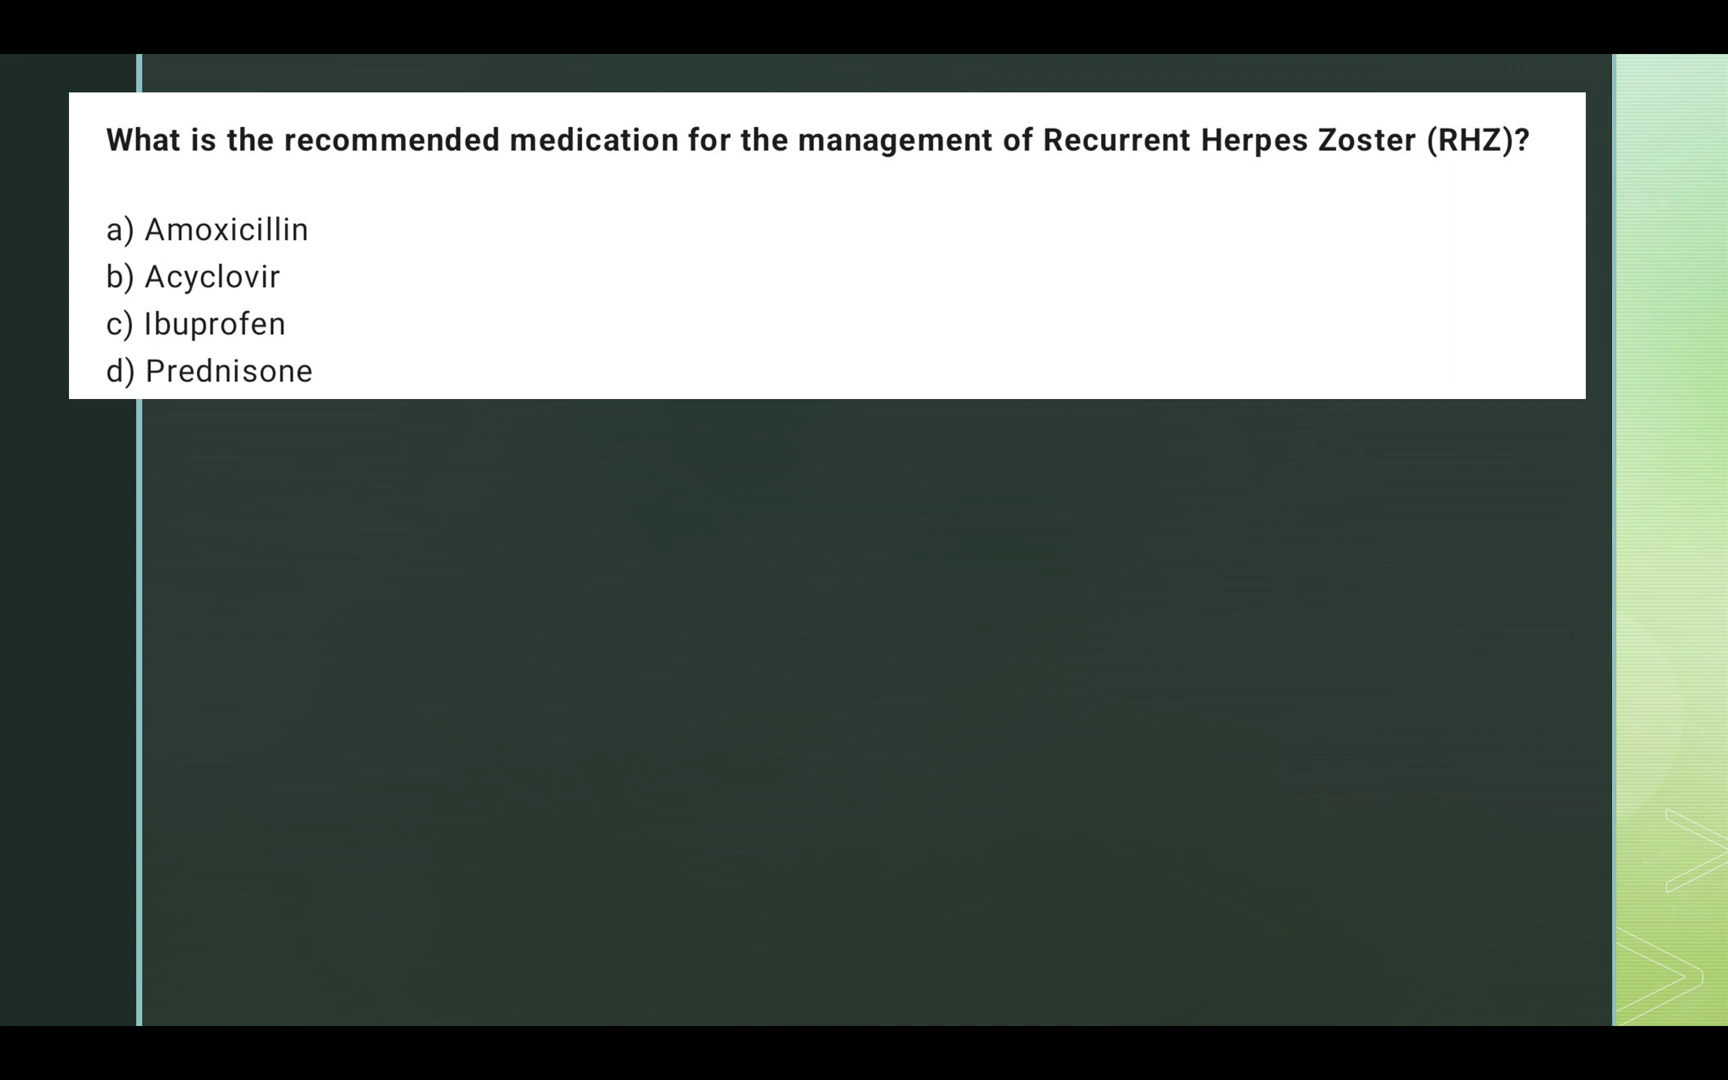 What is the recommended medication for the management of Recurrent Herpes Zoster (RHZ)?
a) Amoxicillin
b) Acyclovir
c) Ibuprofen
d) Prednisone